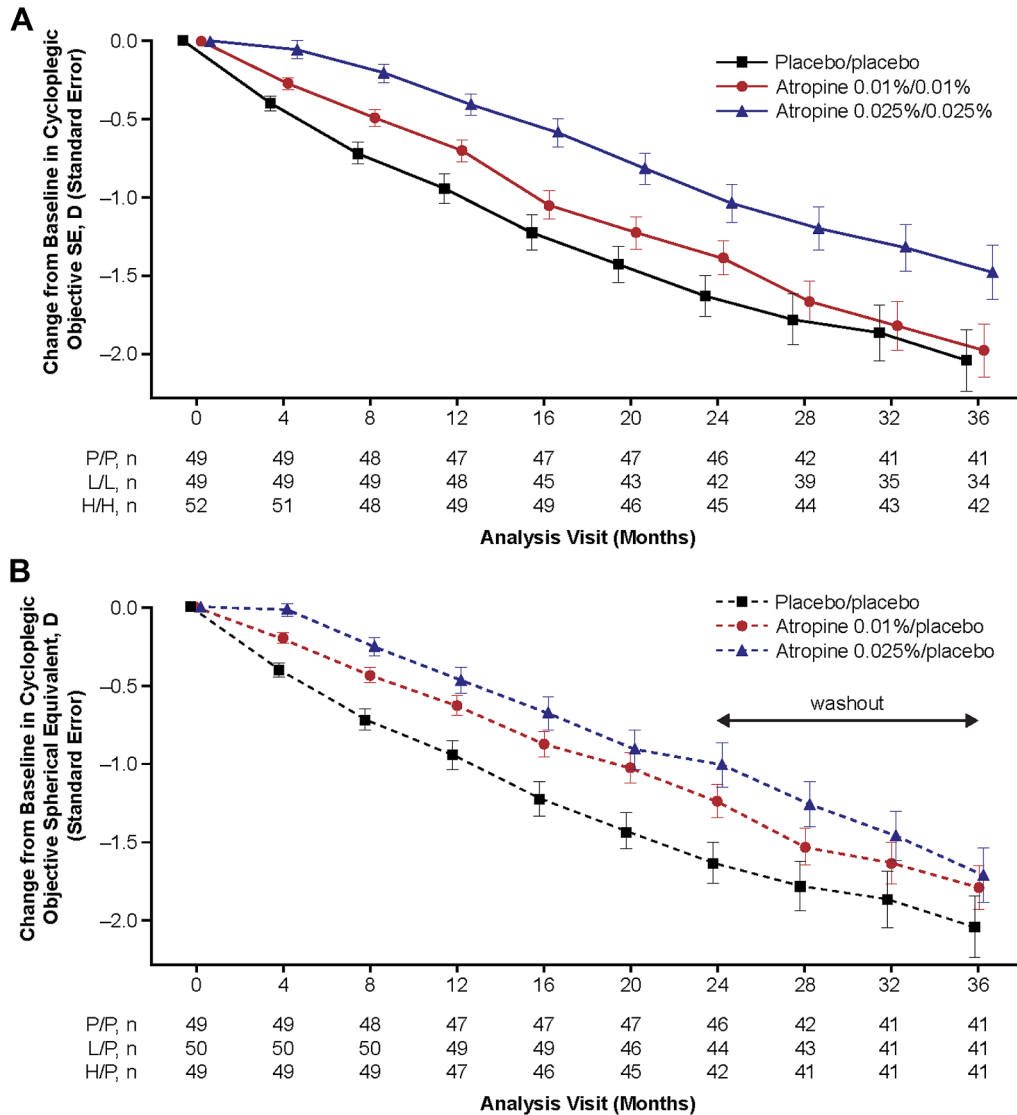 A
Change from Baseline in Cycloplegic
Objective SE, D (Standard Error)
0.0
−0.5
−1.0
−1.5
−2.0
Placebo/placebo
Atropine 0.01%/0.01%
Atropine 0.025%/0.025%
0 4 8 12 16 20 24 28 32 36
P/P, n 49 49 48 47 47 47 46 42 41 41
L/L, n 49 49 49 48 45 43 42 39 35 34
H/H, n 52 51 48 49 49 46 45 44 43 42
Analysis Visit (Months)
B
Change from Baseline in Cycloplegic
Objective Spherical Equivalent, D
(Standard Error)
0.0
−0.5
−1.0
−1.5
−2.0
Placebo/placebo
Atropine 0.01%/placebo
Atropine 0.025%/placebo
washout
0 4 8 12 16 20 24 28 32 36
P/P, n 49 49 48 47 47 47 46 42 41 41
L/P, n 50 50 50 49 49 46 44 43 41 41
H/P, n 49 49 49 47 46 45 42 41 41 41
Analysis Visit (Months)